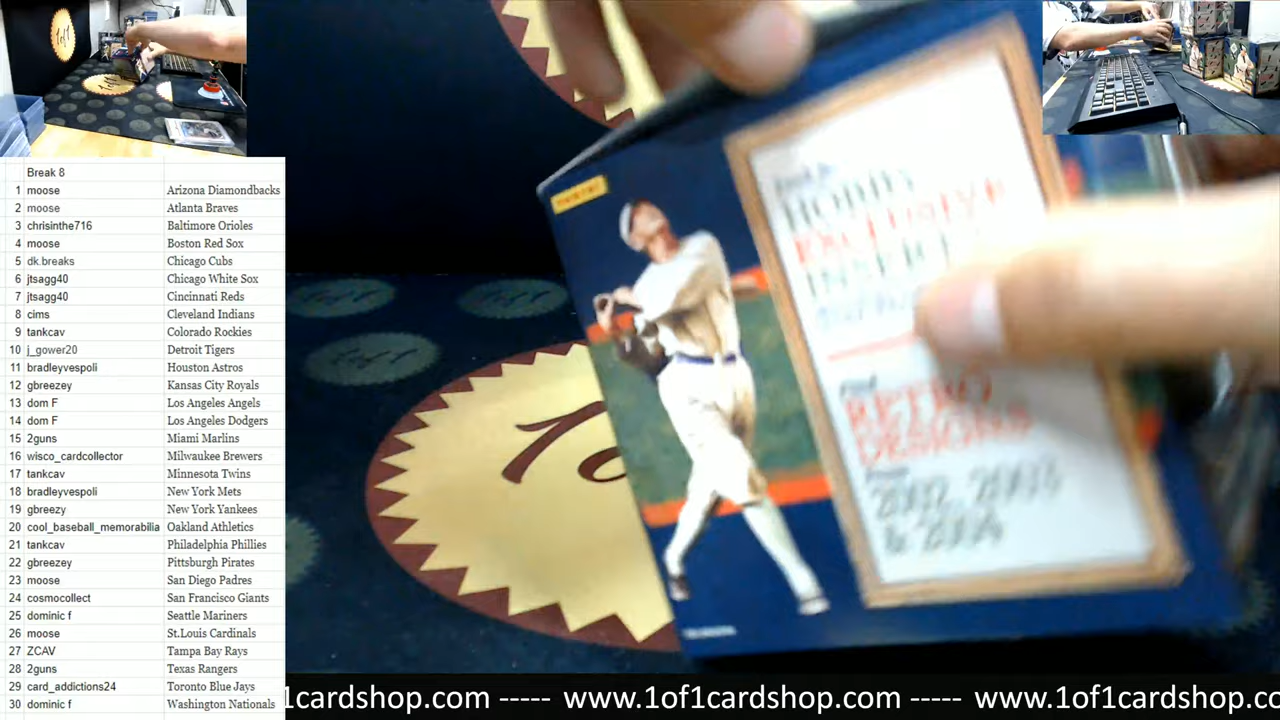 Break 8
1 moose Arizona Diamondbacks
2 moose Atlanta Braves
3 chrisinthe716 Baltimore Orioles
4 moose Boston Red Sox
5 dk.breaks Chicago Cubs
6 jtsagg40 Chicago White Sox
7 jtsagg40 Cincinnati Reds
8 cims Cleveland Indians
9 tankcav Colorado Rockies
10 j_gower20 Detroit Tigers
11 bradleyvespoli Houston Astros
12 gbreezey Kansas City Royals
13 dom F Los Angeles Angels
14 dom F Los Angeles Dodgers
15 2guns Miami Marlins
16 wisco_cardcollector Milwaukee Brewers
17 tankcav Minnesota Twins
18 bradleyvespoli New York Mets
19 gbreezy New York Yankees
20 cool_baseball_memorabilia Oakland Athletics
21 tankcav Philadelphia Phillies
22 gbreezey Pittsburgh Pirates
23 moose San Diego Padres
24 cosmocollect San Francisco Giants
25 dominic f Seattle Mariners
26 moose St.Louis Cardinals
27 ZCAV Tampa Bay Rays
28 2guns Texas Rangers
29 card_addictions24 Toronto Blue Jays
30 dominic f Washington Nationals
PANINI
HOBBY
EXCLUSIVE
INSERT
RETRO
DESIGNS
1of1
1cardshop.com ----- www.1of1cardshop.com ----- www.1of1cardshop.co